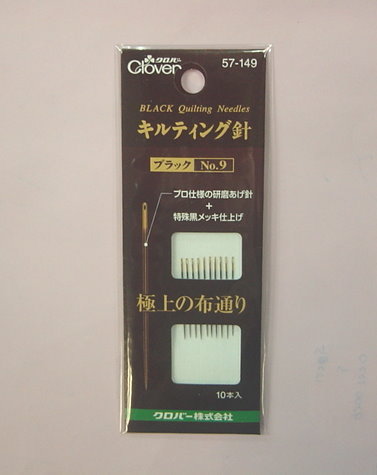 クロバー
Clover
57-149
BLACK Quilting Needles
キルティング針
ブラック No.9
プロ仕様の研磨あげ針
+
特殊黒メッキ仕上げ
極上の布通り
10本入
クロバー株式会社